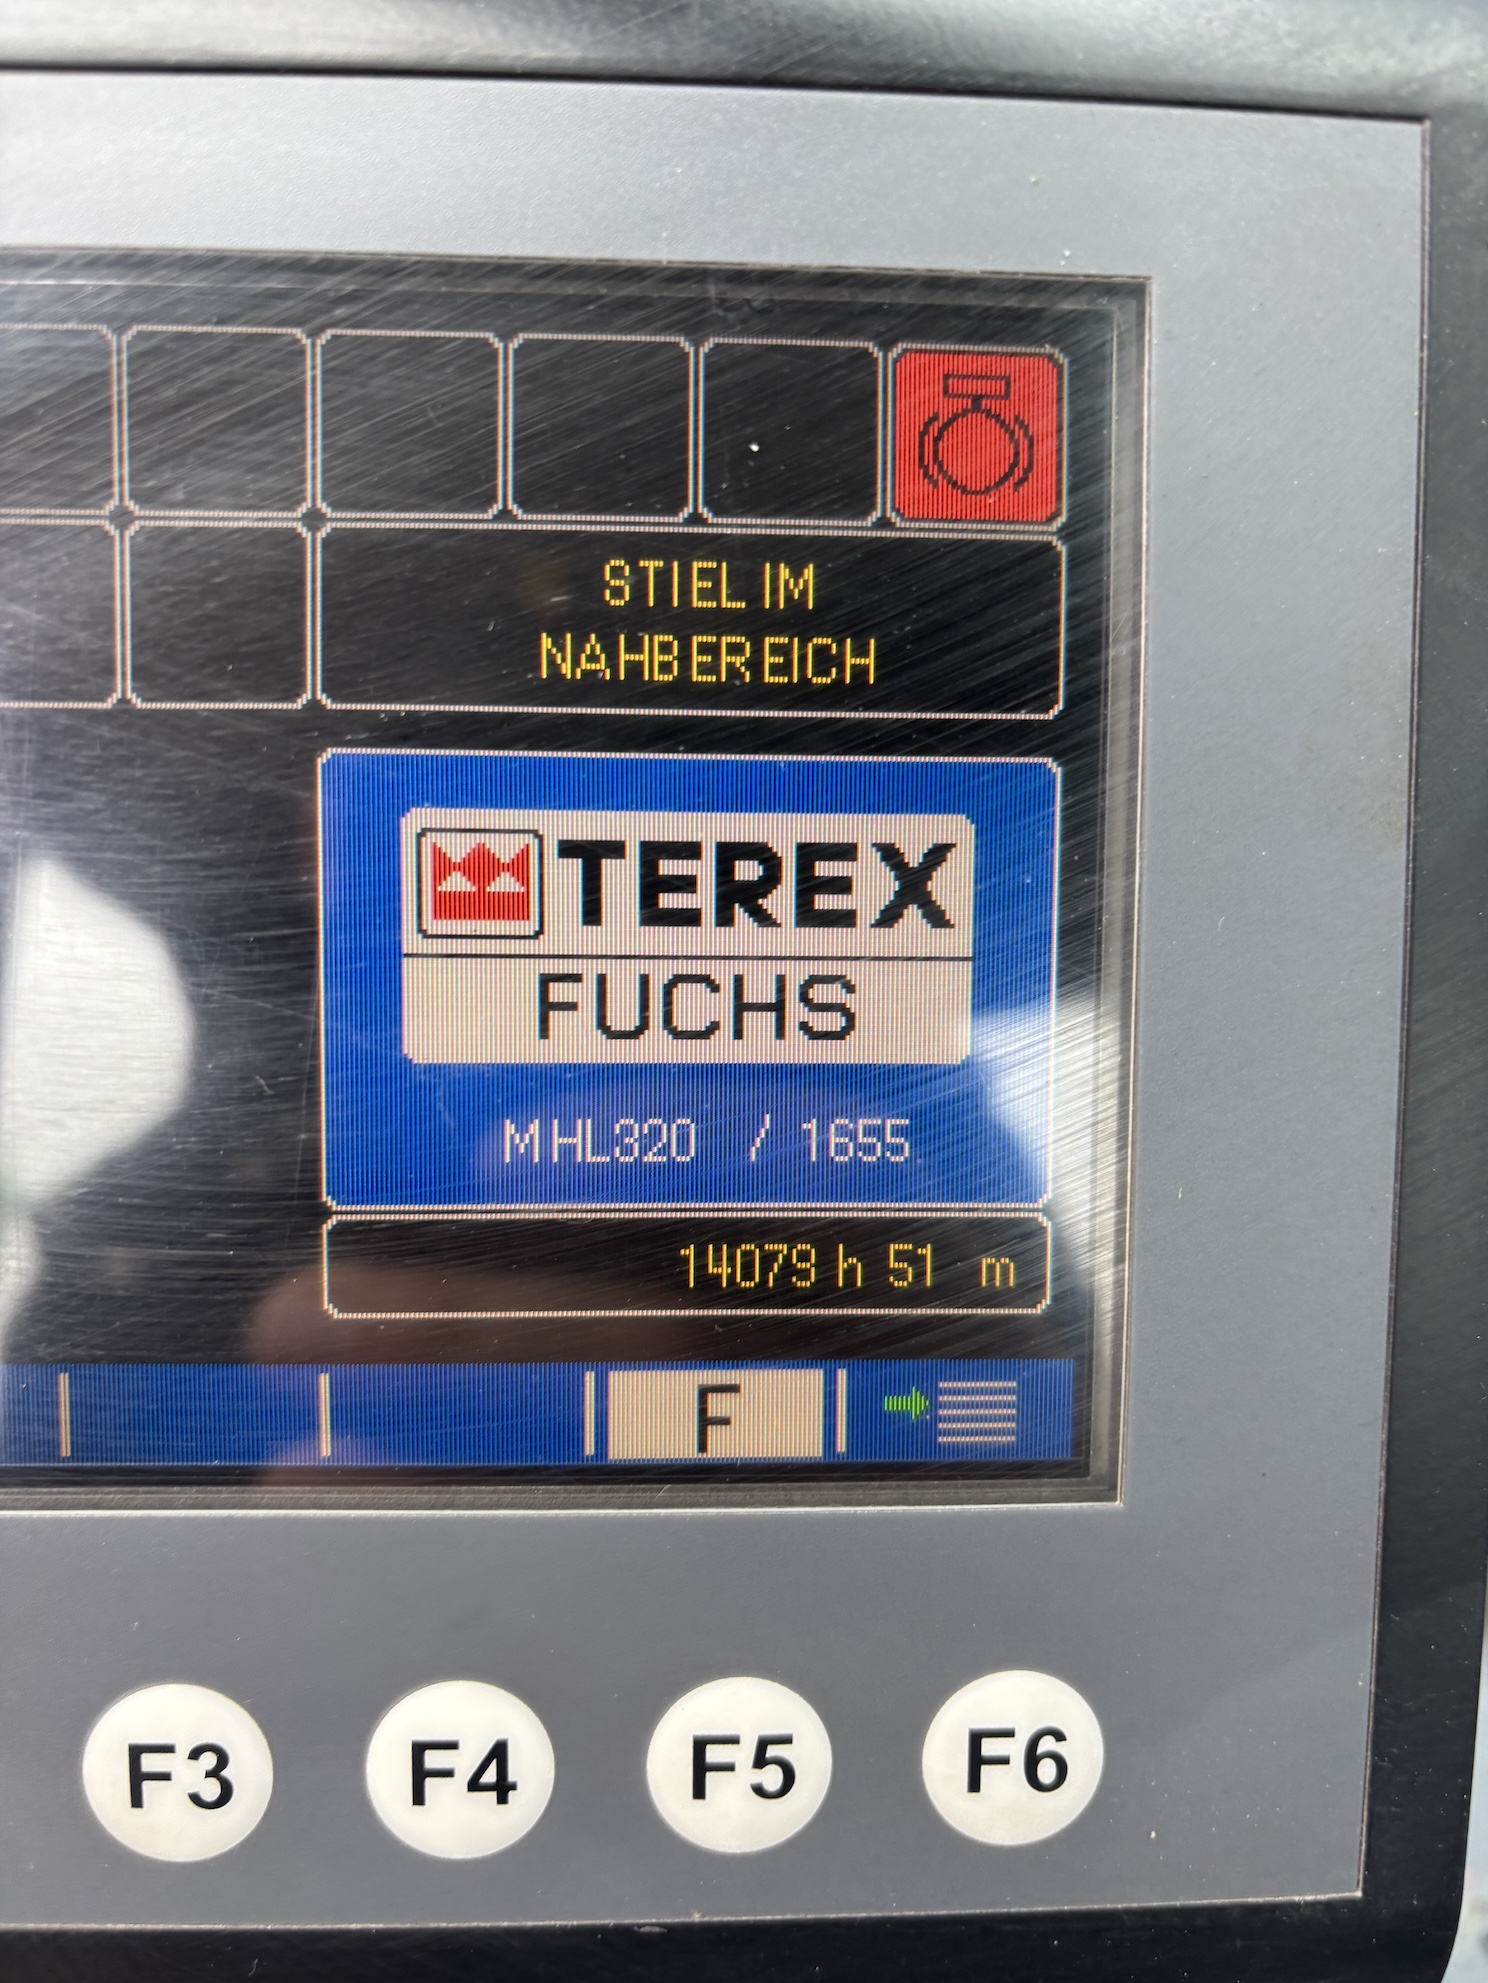 STIEL IM
NAHBEREICH
TEREX
FUCHS
MHL320 / 1655
14079 h 51 m
F
F3 F4 F5 F6